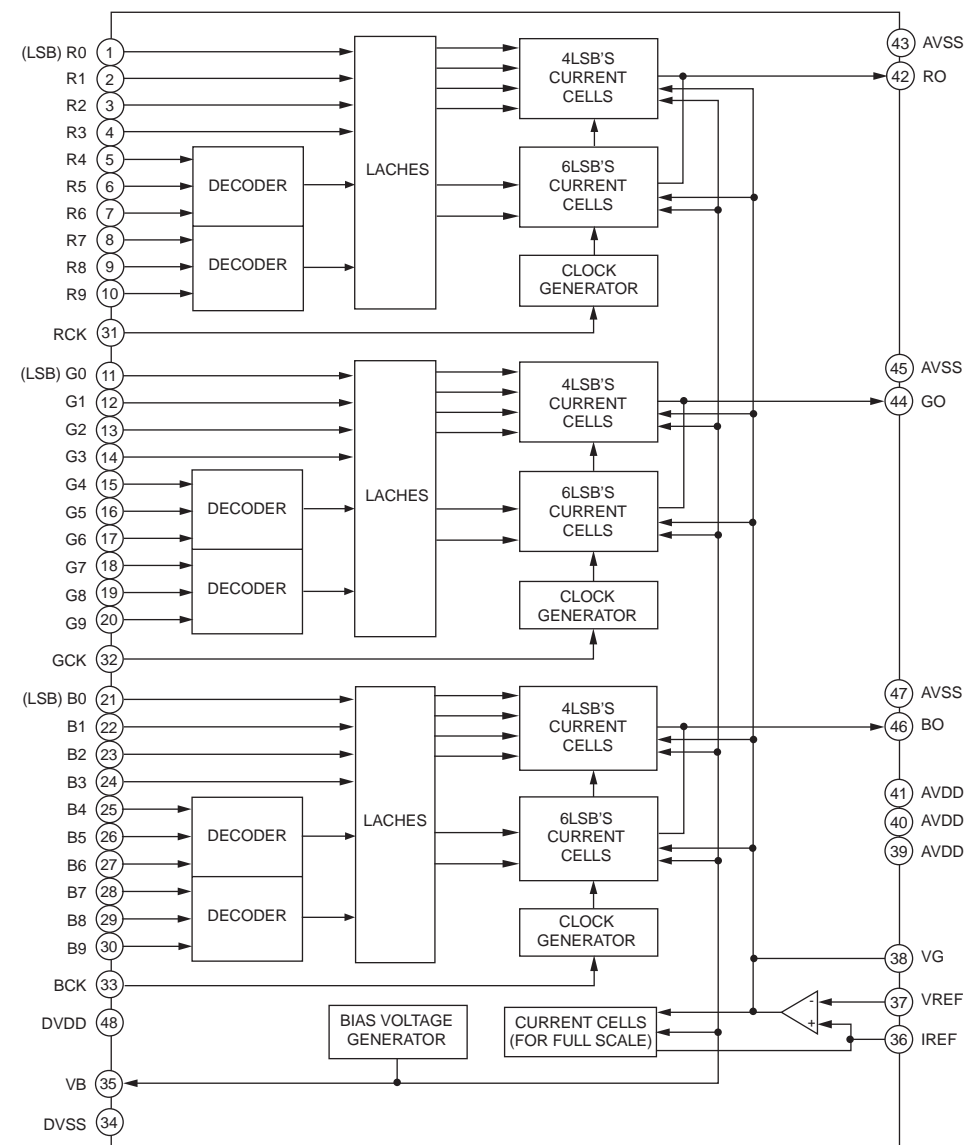 (LSB) R0 1
R1 2
R2 3
R3 4
R4 5
R5 6
R6 7
R7 8
R8 9
R9 10
RCK 31
DECODER
DECODER
LACHES
4LSB'S
CURRENT
CELLS
6LSB'S
CURRENT
CELLS
CLOCK
GENERATOR
43 AVSS
42 RO
(LSB) G0 11
G1 12
G2 13
G3 14
G4 15
G5 16
G6 17
G7 18
G8 19
G9 20
GCK 32
DECODER
DECODER
LACHES
4LSB'S
CURRENT
CELLS
6LSB'S
CURRENT
CELLS
CLOCK
GENERATOR
45 AVSS
44 GO
(LSB) B0 21
B1 22
B2 23
B3 24
B4 25
B5 26
B6 27
B7 28
B8 29
B9 30
BCK 33
DECODER
DECODER
LACHES
4LSB'S
CURRENT
CELLS
6LSB'S
CURRENT
CELLS
CLOCK
GENERATOR
47 AVSS
46 BO
41 AVDD
40 AVDD
39 AVDD
38 VG
37 VREF
36 IREF
-
+
DVDD 48
VB 35
DVSS 34
BIAS VOLTAGE
GENERATOR
CURRENT CELLS
(FOR FULL SCALE)